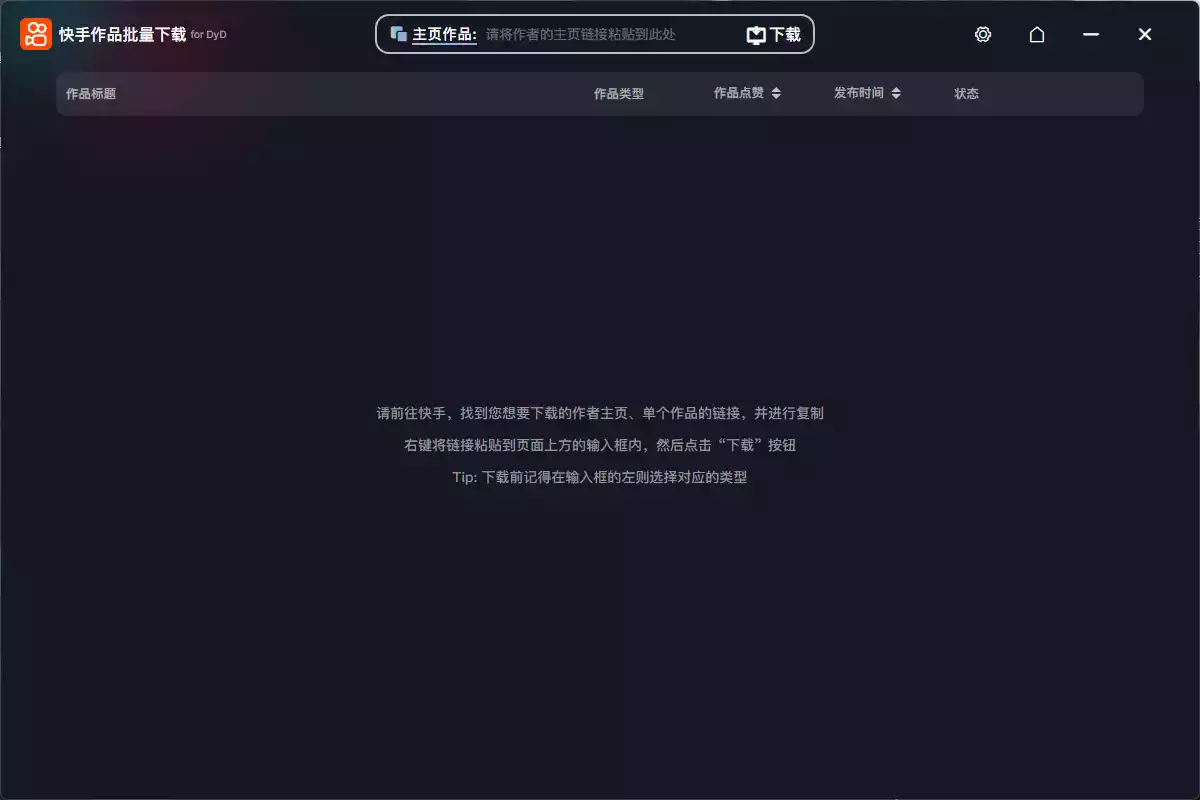 快手作品批量下载 for DyD
主页作品: 请将作者的主页链接粘贴到此处 下载
作品标题 作品类型 作品点赞 发布时间 状态
请前往快手，找到您想要下载的作者主页、单个作品的链接，并进行复制
右键将链接粘贴到页面上方的输入框内，然后点击“下载”按钮
Tip: 下载前记得在输入框的左则选择对应的类型